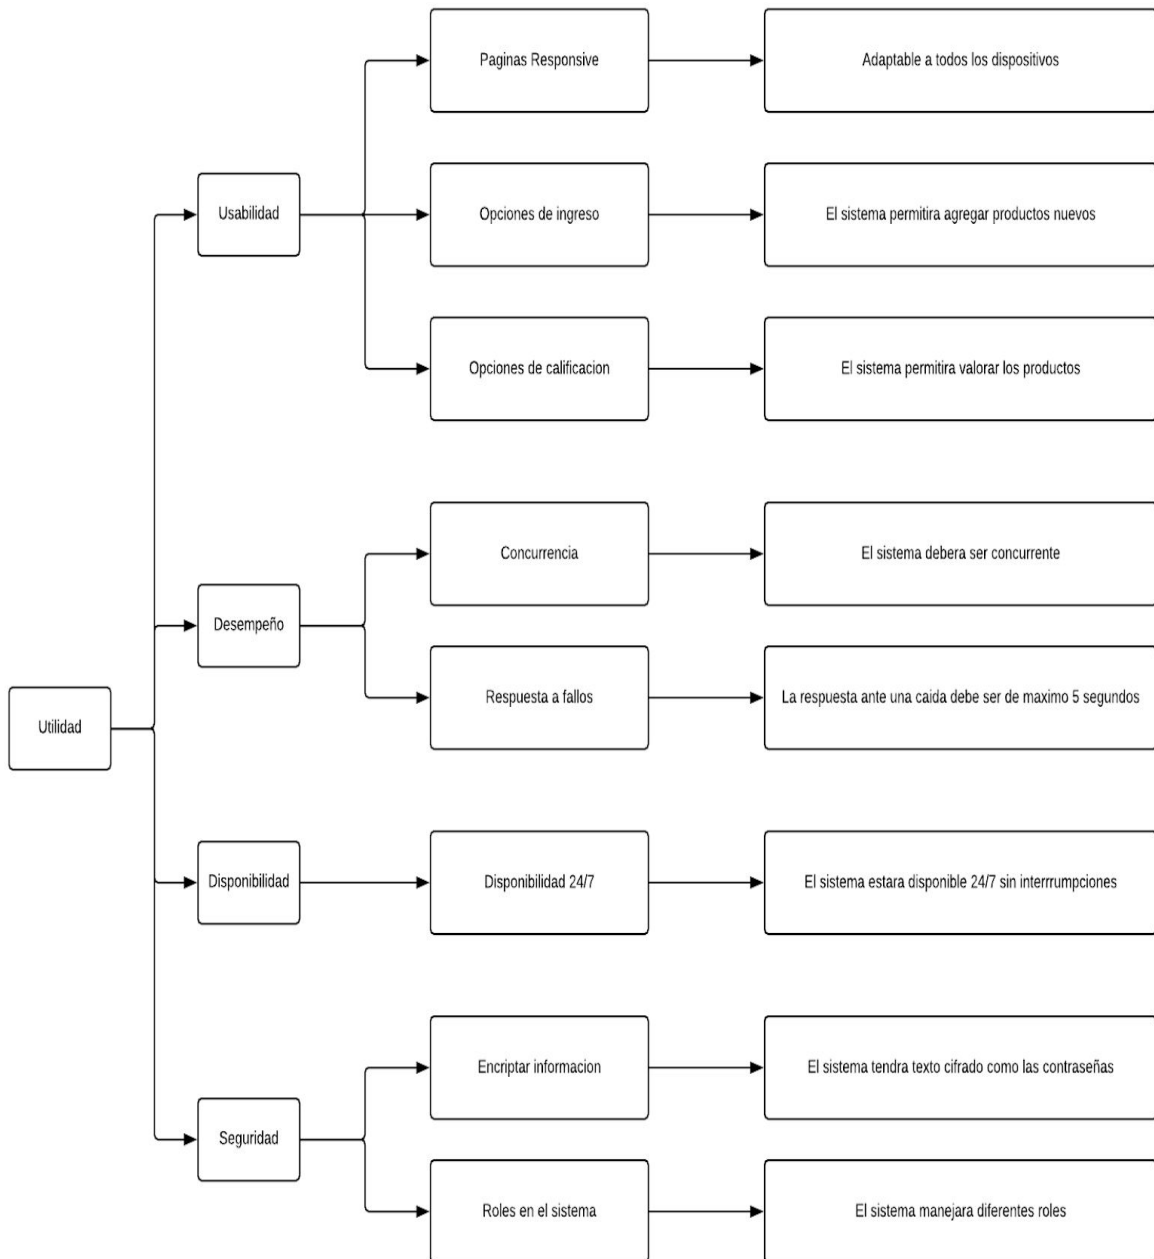 Paginas Responsive
Adaptable a todos los dispositivos
Usabilidad
Opciones de ingreso
El sistema permitira agregar productos nuevos
Opciones de calificacion
El sistema permitira valorar los productos
Concurrencia
El sistema debera ser concurrente
Desempeño
Respuesta a fallos
La respuesta ante una caida debe ser de maximo 5 segundos
Utilidad
Disponibilidad
Disponibilidad 24/7
El sistema estara disponible 24/7 sin interrrumpciones
Encriptar informacion
El sistema tendra texto cifrado como las contraseñas
Seguridad
Roles en el sistema
El sistema manejara diferentes roles